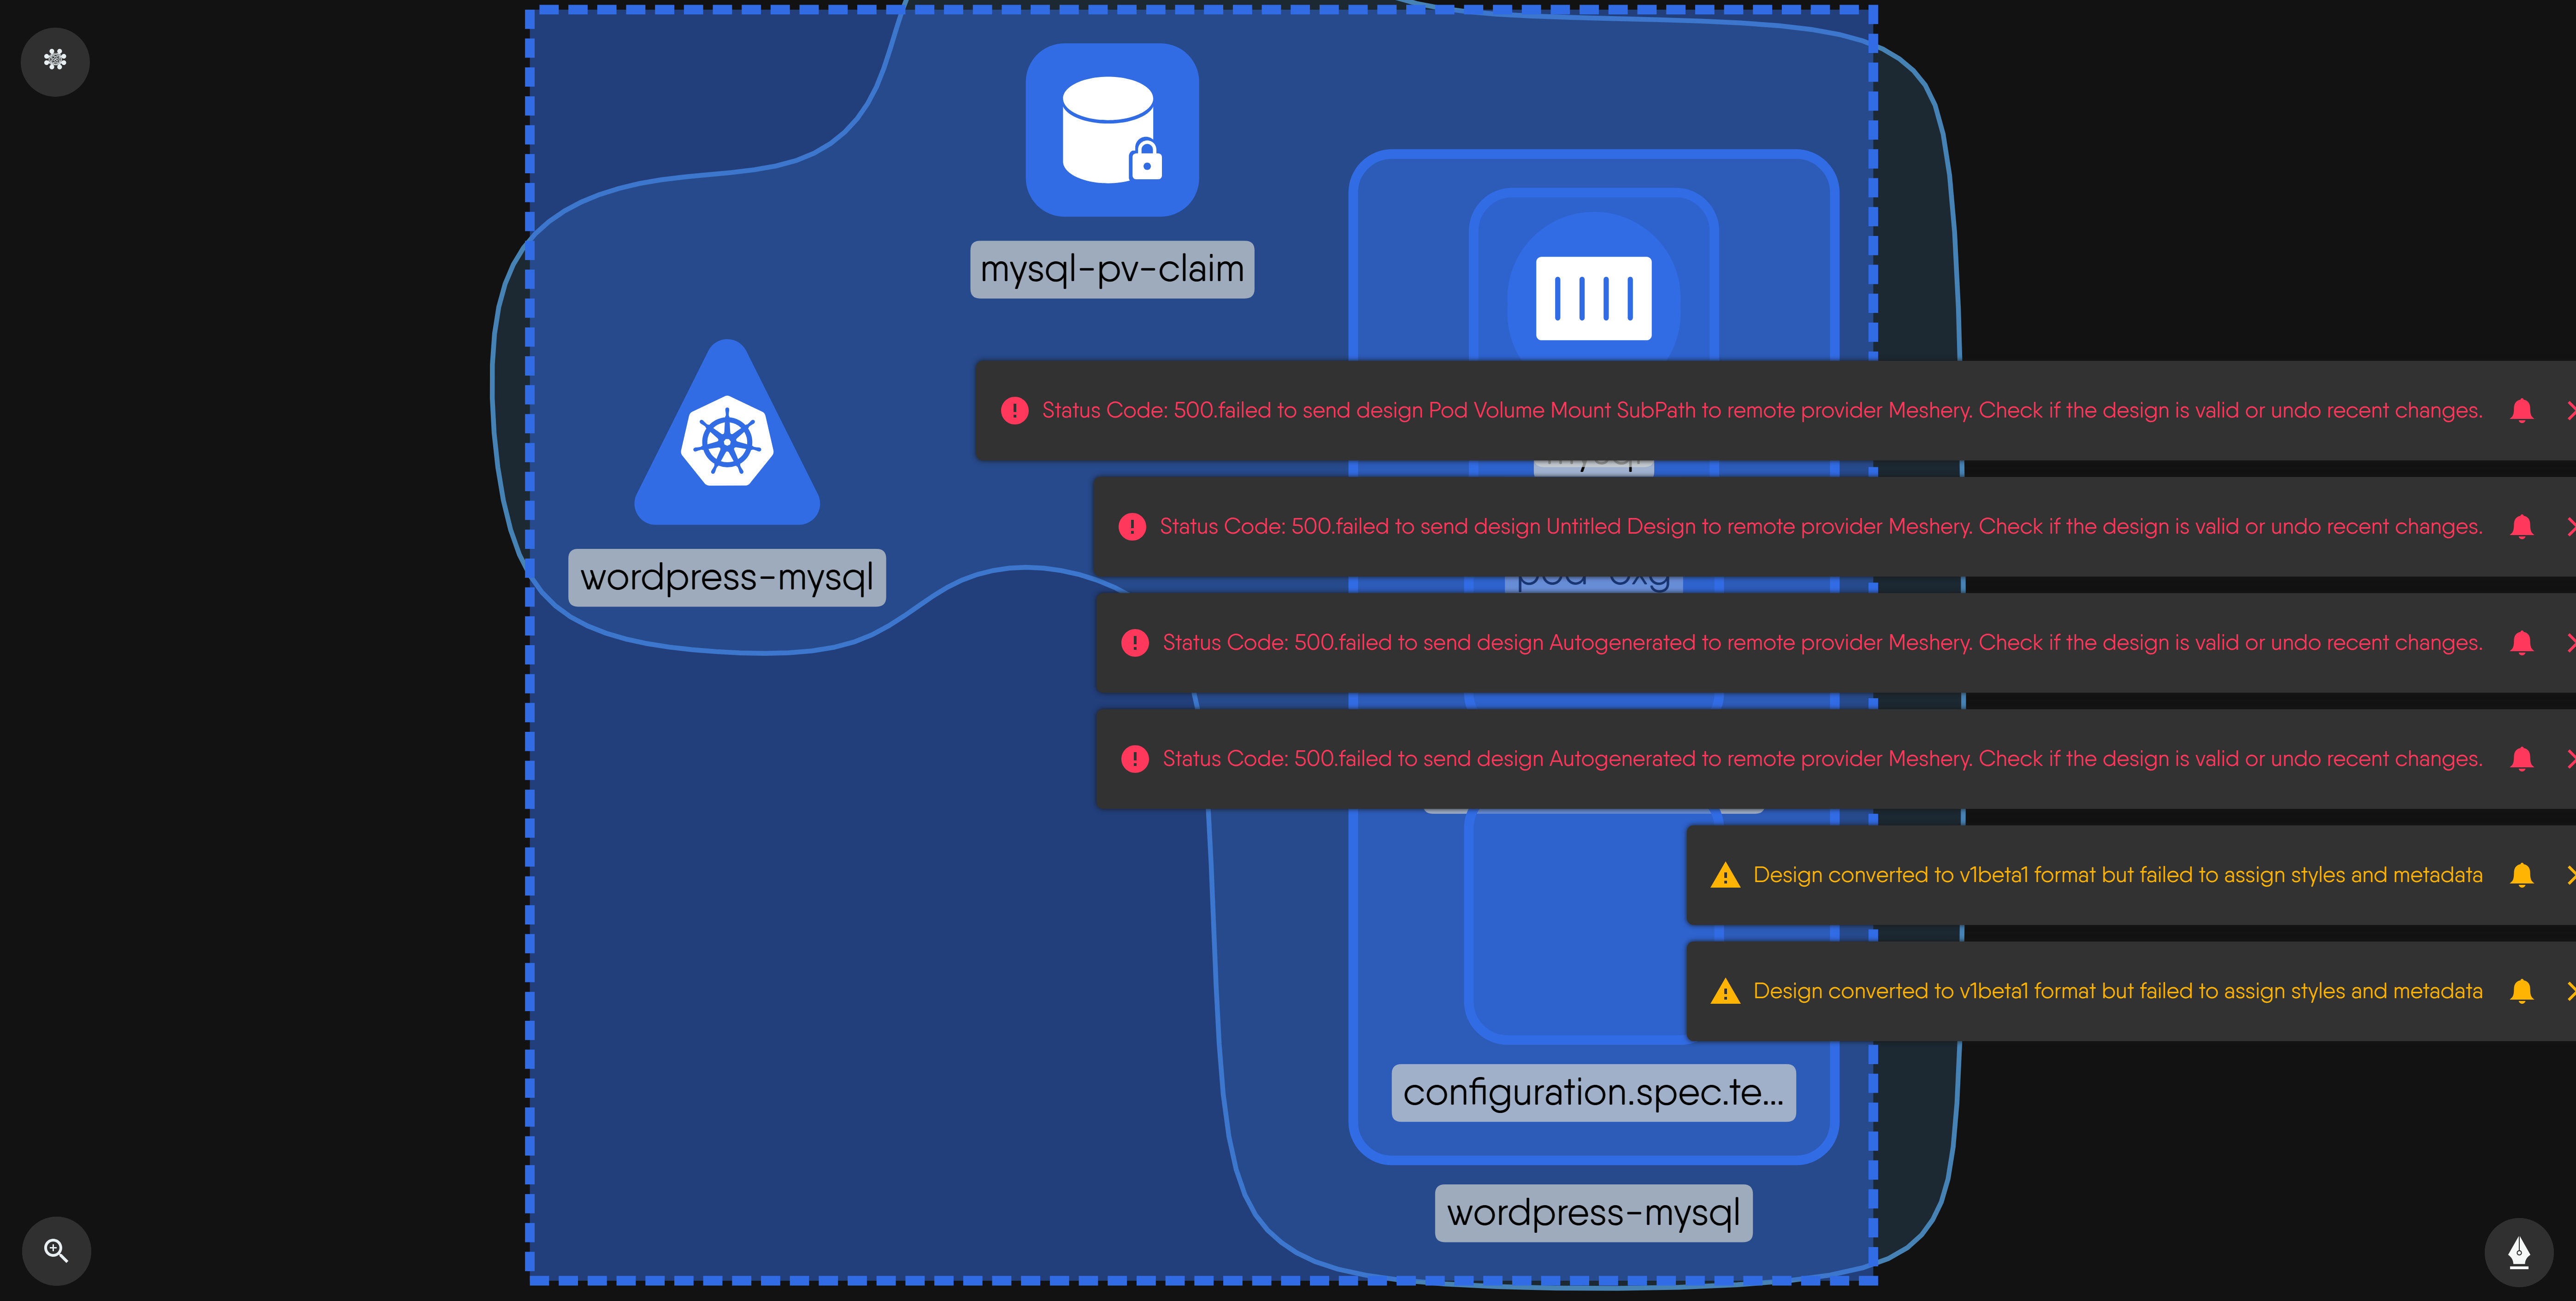 mysql-pv-claim
Status Code: 500.failed to send design Pod Volume Mount SubPath to remote provider Meshery. Check if the design is valid or undo recent changes.
mysql
Status Code: 500.failed to send design Untitled Design to remote provider Meshery. Check if the design is valid or undo recent changes.
wordpress-mysql
Status Code: 500.failed to send design Autogenerated to remote provider Meshery. Check if the design is valid or undo recent changes.
Status Code: 500.failed to send design Autogenerated to remote provider Meshery. Check if the design is valid or undo recent changes.
Design converted to v1beta1 format but failed to assign styles and metadata
Design converted to v1beta1 format but failed to assign styles and metadata
configuration.spec.te...
wordpress-mysql